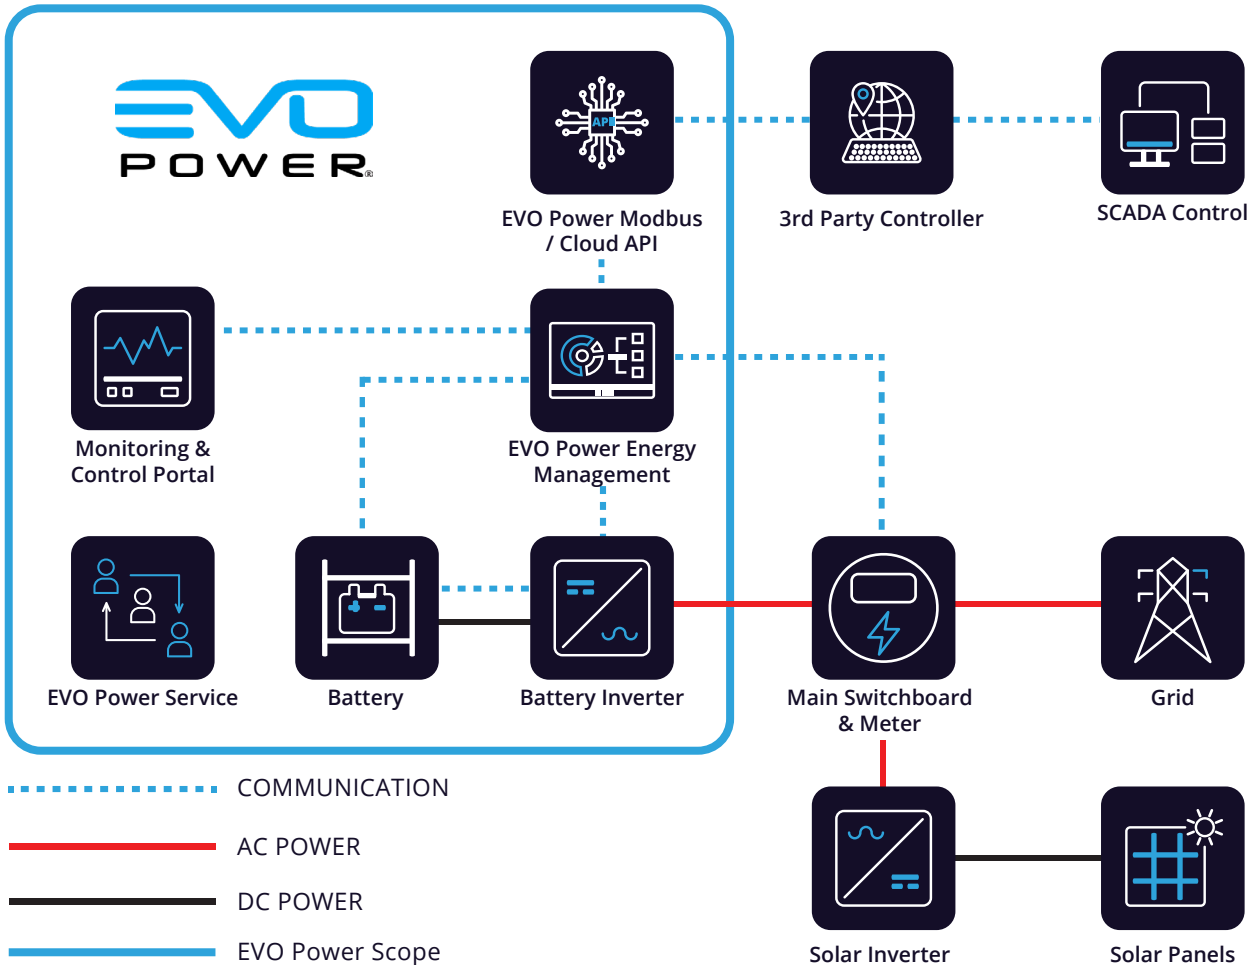 EVO
POWER®
API
EVO Power Modbus
/ Cloud API
3rd Party Controller
SCADA Control
Monitoring &
Control Portal
EVO Power Energy
Management
EVO Power Service
Battery
Battery Inverter
Main Switchboard
& Meter
Grid
COMMUNICATION
AC POWER
DC POWER
EVO Power Scope
Solar Inverter
Solar Panels